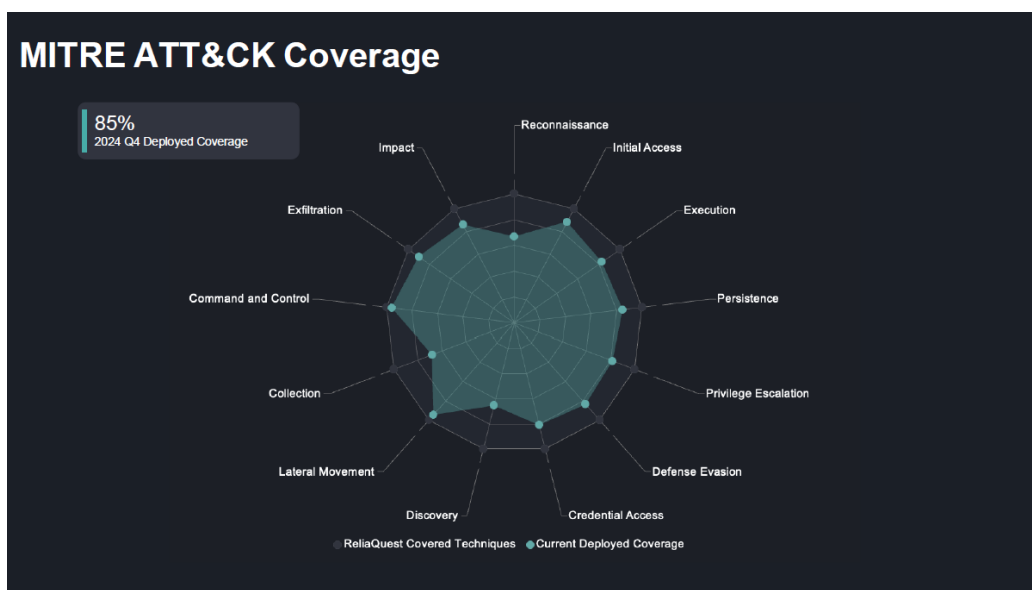 MITRE ATT&CK Coverage
85%
2024 Q4 Deployed Coverage
Reconnaissance
Impact
Initial Access
Exfiltration
Execution
Command and Control
Persistence
Collection
Privilege Escalation
Lateral Movement
Defense Evasion
Discovery
Credential Access
ReliaQuest Covered Techniques
Current Deployed Coverage